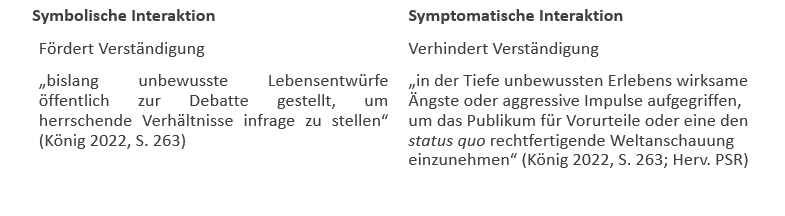 Symbolische Interaktion
Fördert Verständigung
„bislang unbewusste Lebensentwürfe
öffentlich zur Debatte gestellt, um
herrschende Verhältnisse infrage zu stellen“
(König 2022, S. 263)
Symptomatische Interaktion
Verhindert Verständigung
„in der Tiefe unbewussten Erlebens wirksame
Ängste oder aggressive Impulse aufgegriffen,
um das Publikum für Vorurteile oder eine den
status quo rechtfertigende Weltanschauung
einzunehmen“ (König 2022, S. 263; Herv. PSR)